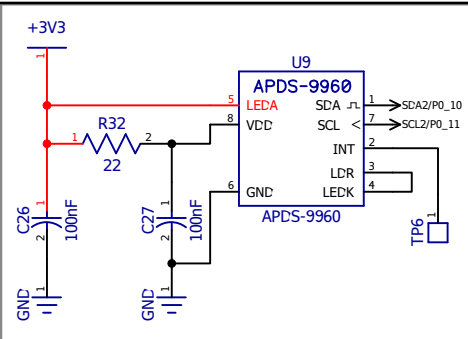 +3V3
1
U9
APDS-9960
5
LEDA
SDA
1
SDA2/P0_10
8
VDD
SCL
<
7
SCL2/P0_11
R32
1
2
22
INT
2
LDR
3
6
GND
LEDK
4
APDS-9960
C26
1
2
100nF
C27
1
2
100nF
TP6
1
GND
1
GND
1